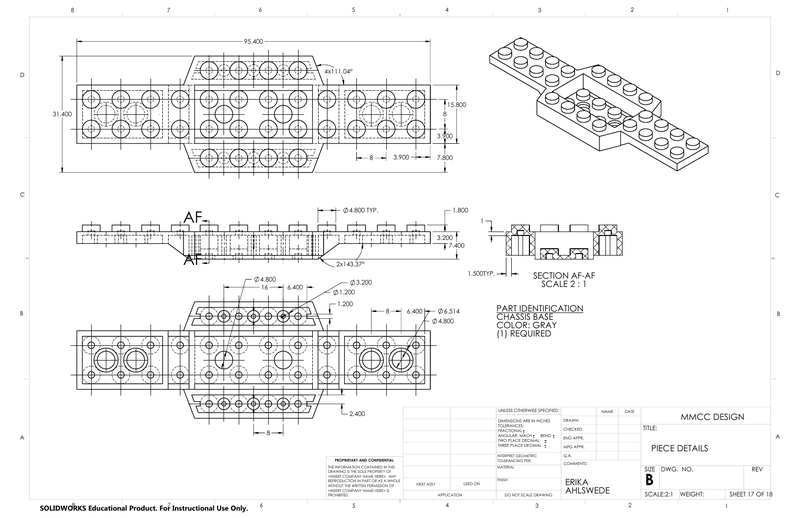 8 7 6 5 4 3 2 1
D D
C C
B B
A A
95.400
4x111.04°
31.400
15.800
8
3.900
8
3.900
7.800
AF
AF
Ø4.800 TYP.
1.800
3.200
7.400
2x143.37°
1
1.500TYP.
SECTION AF-AF
SCALE 2 : 1
Ø4.800
16
6.400
Ø3.200
Ø1.200
1.200
8
6.400
Ø6.514
Ø4.800
2.400
8
PART IDENTIFICATION
CHASSIS BASE
COLOR: GRAY
(1) REQUIRED
PROPRIETARY AND CONFIDENTIAL
THE INFORMATION CONTAINED IN THIS
DRAWING IS THE SOLE PROPERTY OF
<INSERT COMPANY NAME HERE>. ANY
REPRODUCTION IN PART OR AS A WHOLE
WITHOUT THE WRITTEN PERMISSION OF
<INSERT COMPANY NAME HERE> IS
PROHIBITED.
NEXT ASSY
USED ON
APPLICATION
UNLESS OTHERWISE SPECIFIED:
DIMENSIONS ARE IN INCHES
TOLERANCES:
FRACTIONAL ±
ANGULAR: MACH ± BEND ±
TWO PLACE DECIMAL ±
THREE PLACE DECIMAL ±
INTERPRET GEOMETRIC
TOLERANCING PER:
MATERIAL
FINISH
DO NOT SCALE DRAWING
NAME DATE
DRAWN
CHECKED
ENG APPR.
MFG APPR.
Q.A.
COMMENTS:
ERIKA
AHLSWEDE
MMCC DESIGN
TITLE:
PIECE DETAILS
SIZE DWG. NO. REV
B
SCALE:2:1 WEIGHT: SHEET 17 OF 18
SOLIDWORKS Educational Product. For Instructional Use Only.
5 4 3 2 1